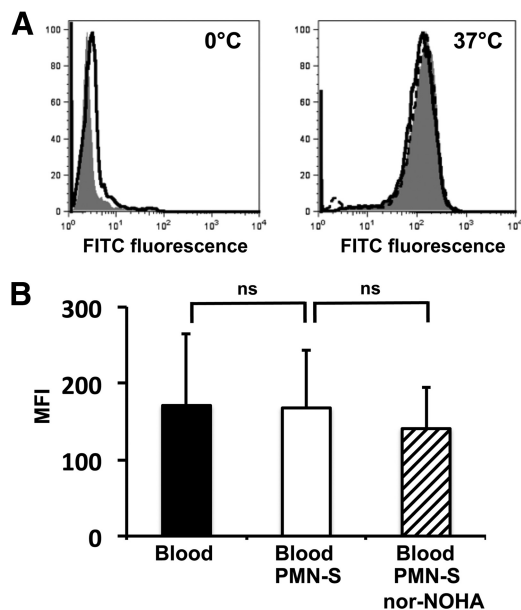 A
0°C
37°C
100
80
60
40
20
0
10⁰ 10¹ 10² 10³ 10⁴
FITC fluorescence
100
80
60
40
20
0
10⁰ 10¹ 10² 10³ 10⁴
FITC fluorescence
B
ns
ns
300
200
100
0
MFI
Blood
Blood
PMN-S
Blood
PMN-S
nor-NOHA